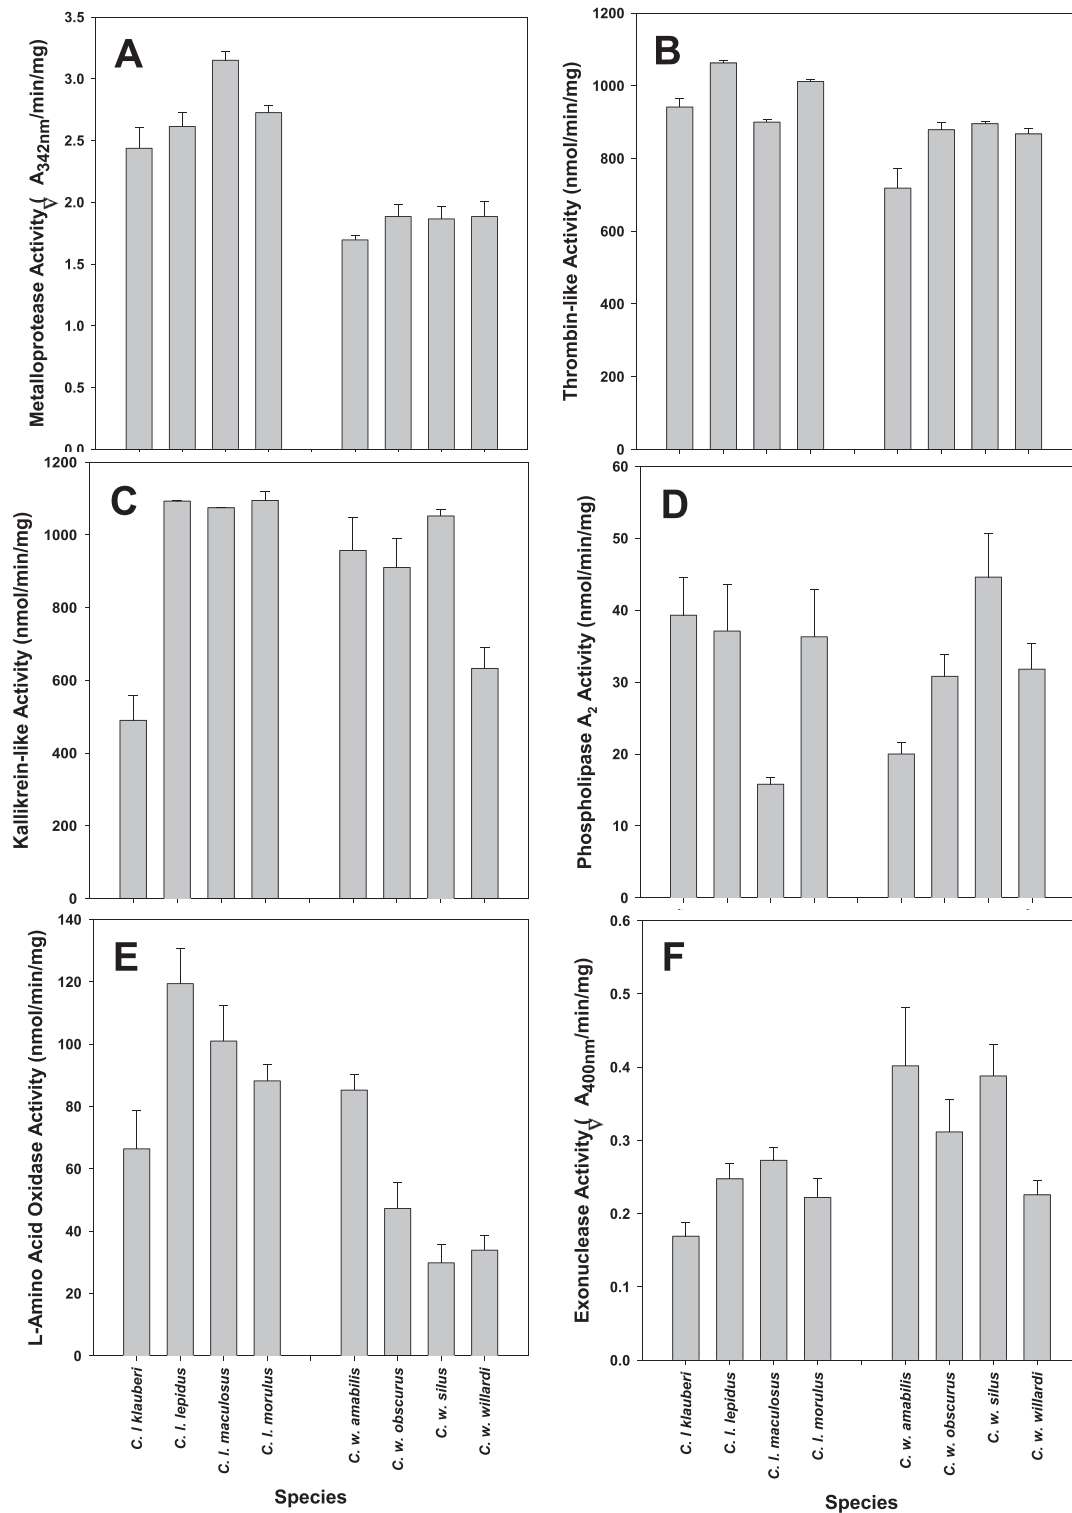 A
Metalloprotease Activity (▽ A342nm/min/mg)
3.5
3.0
2.5
2.0
1.5
1.0
0.5
0.0
B
Thrombin-like Activity (nmol/min/mg)
1200
1000
800
600
400
200
0
C
Kallikrein-like Activity (nmol/min/mg)
1200
1000
800
600
400
200
0
D
Phospholipase A2 Activity (nmol/min/mg)
60
50
40
30
20
10
0
E
L-Amino Acid Oxidase Activity (nmol/min/mg)
140
120
100
80
60
40
20
0
C. l klauberi
C. l. lepidus
C. l. maculosus
C. l. morulus
C. w. amabilis
C. w. obscurus
C. w. silus
C. w. willardi
Species
F
Exonuclease Activity (▽ A400nm/min/mg)
0.6
0.5
0.4
0.3
0.2
0.1
0.0
C. l klauberi
C. l. lepidus
C. l. maculosus
C. l. morulus
C. w. amabilis
C. w. obscurus
C. w. silus
C. w. willardi
Species